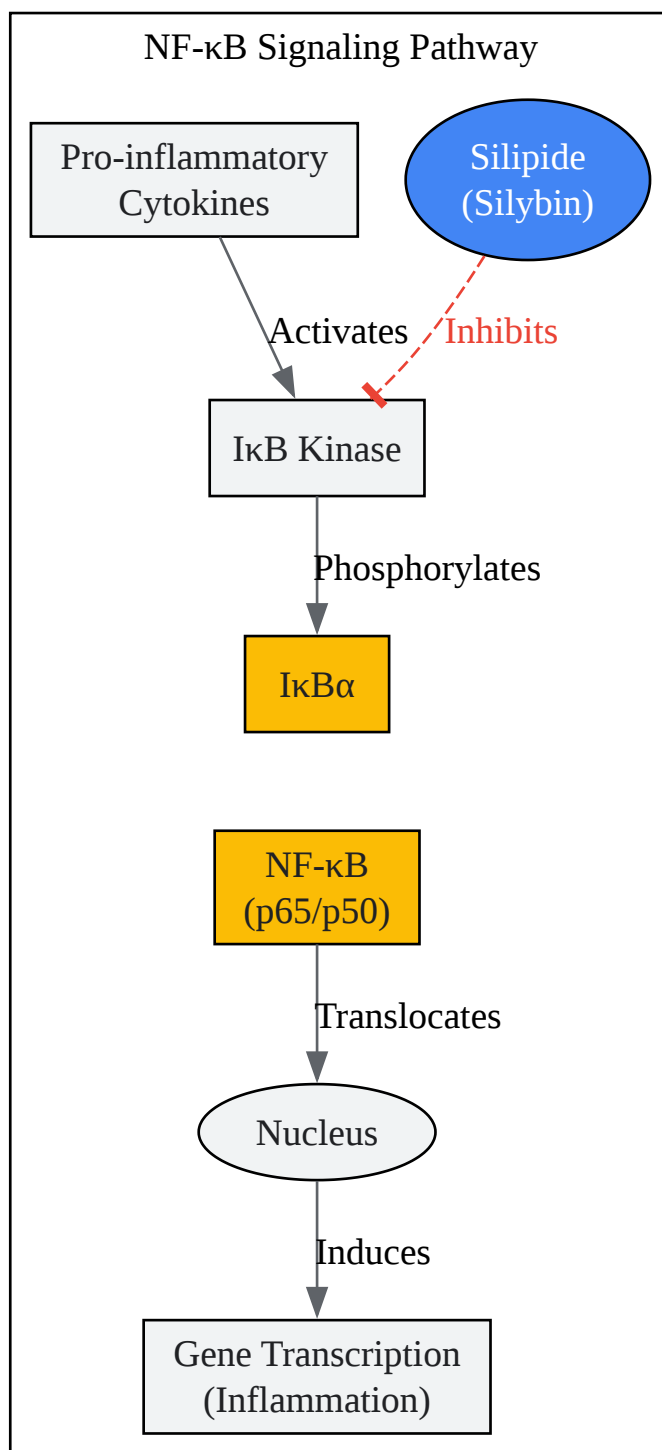 NF-κB Signaling Pathway
Pro-inflammatory
Cytokines
Silipide
(Silybin)
Activates
Inhibits
IκB Kinase
Phosphorylates
IκBα
NF-κB
(p65/p50)
Translocates
Nucleus
Induces
Gene Transcription
(Inflammation)